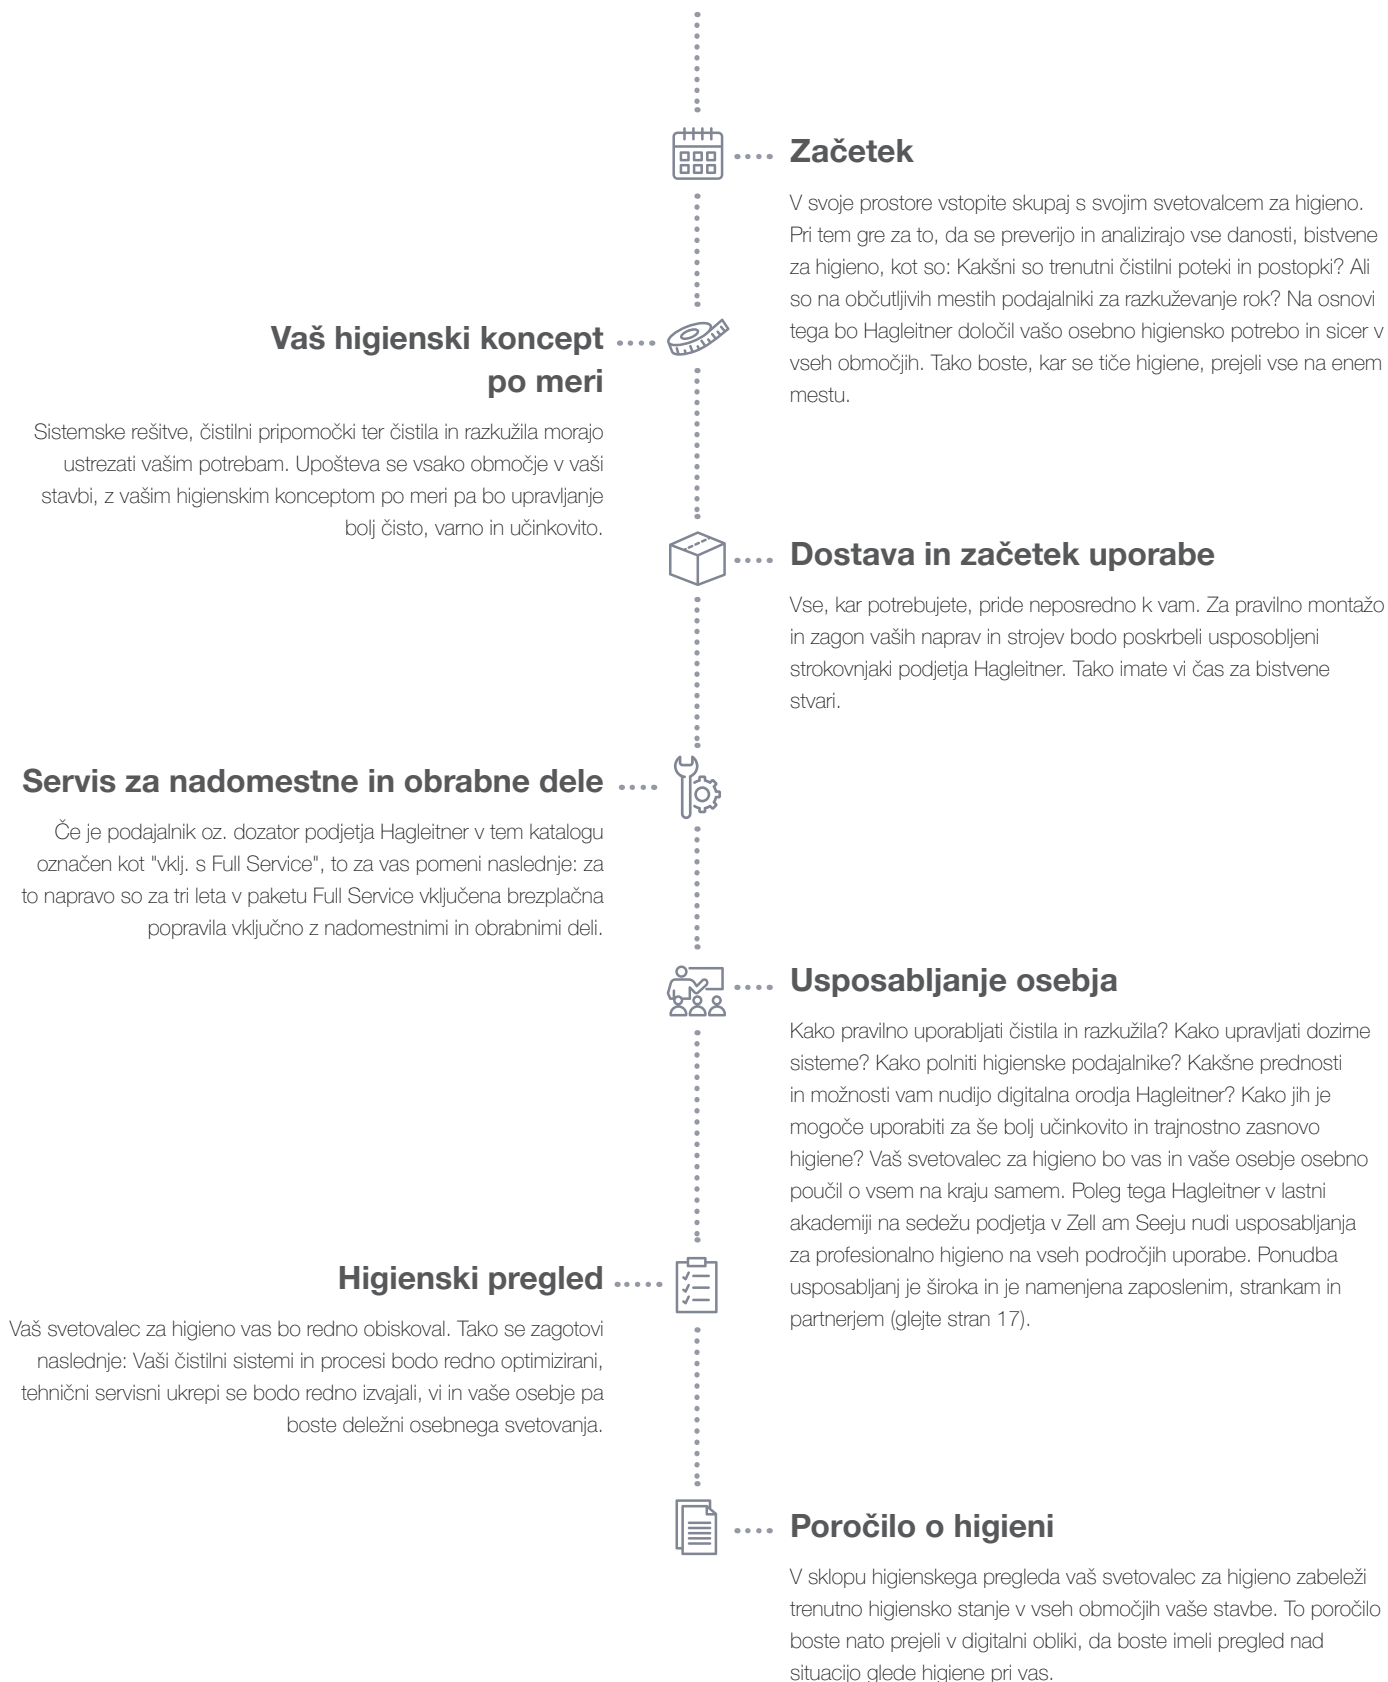 Začetek
V svoje prostore vstopite skupaj s svojim svetovalcem za higieno.
Pri tem gre za to, da se preverijo in analizirajo vse danosti, bistvene
za higieno, kot so: Kakšni so trenutni čistilni poteki in postopki? Ali
so na občutljivih mestih podajalniki za razkuževanje rok? Na osnovi
tega bo Hagleitner določil vašo osebno higiensko potrebo in sicer v
vseh območjih. Tako boste, kar se tiče higiene, prejeli vse na enem
mestu.
Vaš higienski koncept
po meri
Sistemske rešitve, čistilni pripomočki ter čistila in razkužila morajo
ustrezati vašim potrebam. Upošteva se vsako območje v vaši
stavbi, z vašim higienskim konceptom po meri pa bo upravljanje
bolj čisto, varno in učinkovito.
Dostava in začetek uporabe
Vse, kar potrebujete, pride neposredno k vam. Za pravilno montažo
in zagon vaših naprav in strojev bodo poskrbeli usposobljeni
strokovnjaki podjetja Hagleitner. Tako imate vi čas za bistvene
stvari.
Servis za nadomestne in obrabne dele
Če je podajalnik oz. dozator podjetja Hagleitner v tem katalogu
označen kot "vklj. s Full Service", to za vas pomeni naslednje: za
to napravo so za tri leta v paketu Full Service vključena brezplačna
popravila vključno z nadomestnimi in obrabnimi deli.
Usposabljanje osebja
Kako pravilno uporabljati čistila in razkužila? Kako upravljati dozirne
sisteme? Kako polniti higienske podajalnike? Kakšne prednosti
in možnosti vam nudijo digitalna orodja Hagleitner? Kako jih je
mogoče uporabiti za še bolj učinkovito in trajnostno zasnovo
higiene? Vaš svetovalec za higieno bo vas in vaše osebje osebno
poučil o vsem na kraju samem. Poleg tega Hagleitner v lastni
akademiji na sedežu podjetja v Zell am Seeju nudi usposabljanja
za profesionalno higieno na vseh področjih uporabe. Ponudba
usposabljanj je široka in je namenjena zaposlenim, strankam in
partnerjem (glejte stran 17).
Higienski pregled
Vaš svetovalec za higieno vas bo redno obiskoval. Tako se zagotovi
naslednje: Vaši čistilni sistemi in procesi bodo redno optimizirani,
tehnični servisni ukrepi se bodo redno izvajali, vi in vaše osebje pa
boste deležni osebnega svetovanja.
Poročilo o higieni
V sklopu higienskega pregleda vaš svetovalec za higieno zabeleži
trenutno higiensko stanje v vseh območjih vaše stavbe. To poročilo
boste nato prejeli v digitalni obliki, da boste imeli pregled nad
situacijo glede higiene pri vas.